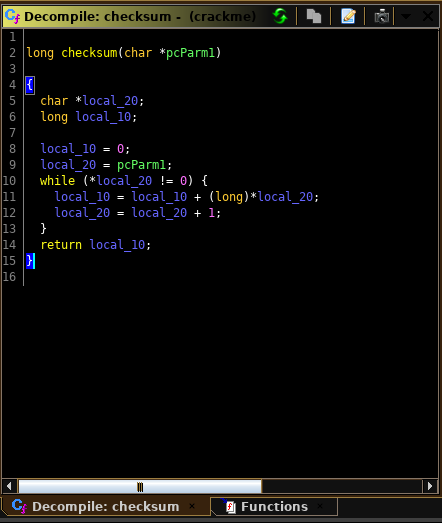 Decompile: checksum - (crackme)
1
2 long checksum(char *pcParm1)
3
4 {
5 char *local_20;
6 long local_10;
7
8 local_10 = 0;
9 local_20 = pcParm1;
10 while (*local_20 != 0) {
11 local_10 = local_10 + (long)*local_20;
12 local_20 = local_20 + 1;
13 }
14 return local_10;
15 }
16
Decompile: checksum × Functions ×